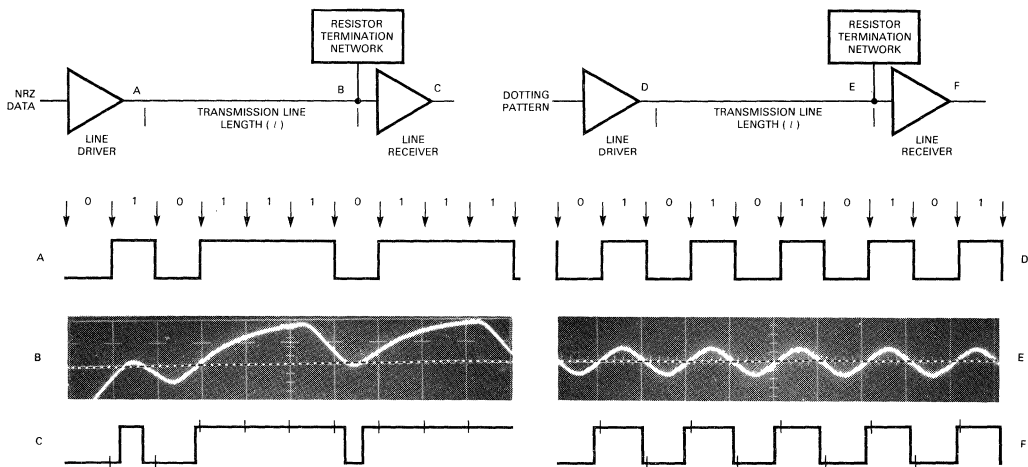 RESISTOR
TERMINATION
NETWORK
NRZ
DATA
A
B
C
TRANSMISSION LINE
LENGTH ( l )
LINE
DRIVER
LINE
RECEIVER
RESISTOR
TERMINATION
NETWORK
DOTTING
PATTERN
D
E
F
TRANSMISSION LINE
LENGTH ( l )
LINE
DRIVER
LINE
RECEIVER
0 1 0 1 1 1 0 1 1 1
0 1 0 1 0 1 0 1 0 1
A
D
B
E
C
F